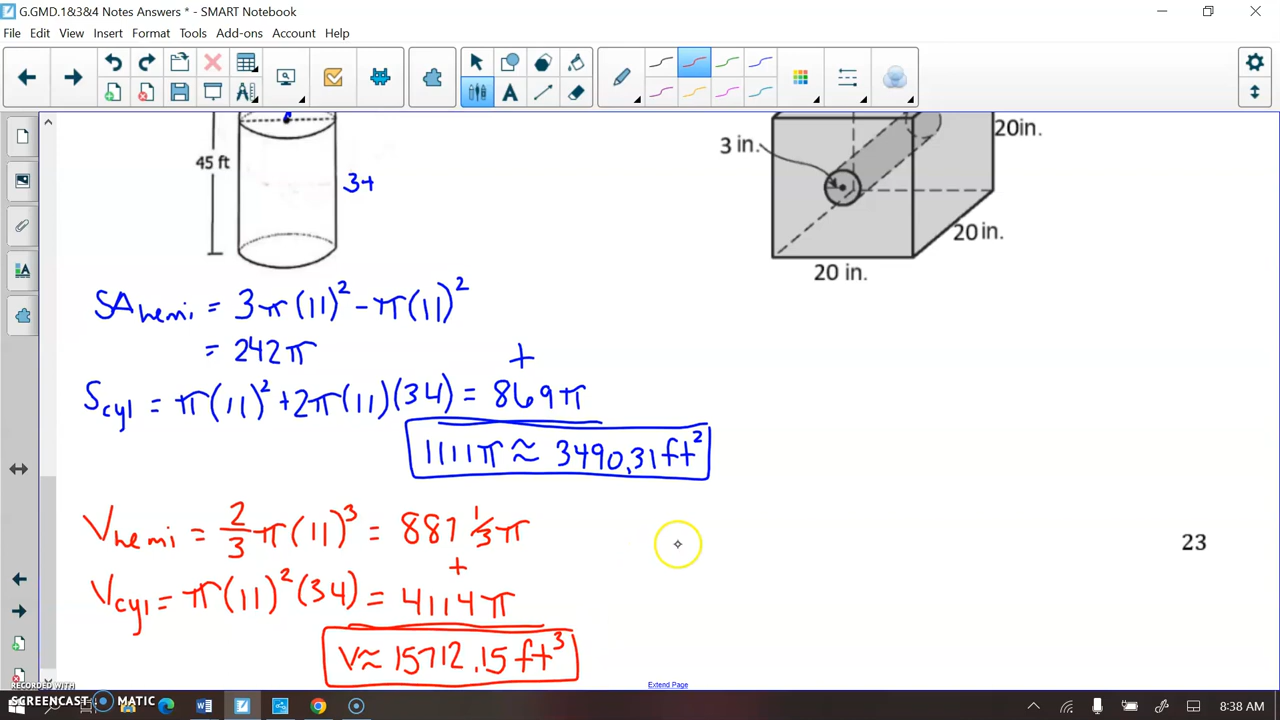 G.GMD.1&3&4 Notes Answers * - SMART Notebook
File Edit View Insert Format Tools Add-ons Account Help
45 ft
34
3 in.
20in.
20 in.
20 in.
SAhemi = 3π(11)² - π(11)²
= 242π
+
Scyl = π(11)² + 2π(11)(34) = 869π
1111π ≈ 3490.31 ft²
Vhemi = 2/3 π(11)³ = 887 1/3 π
+
Vcyl = π(11)²(34) = 4114π
V≈ 15712.15 ft³
23
Extend Page
RECORDED WITH
SCREENCAST MATIC
8:38 AM